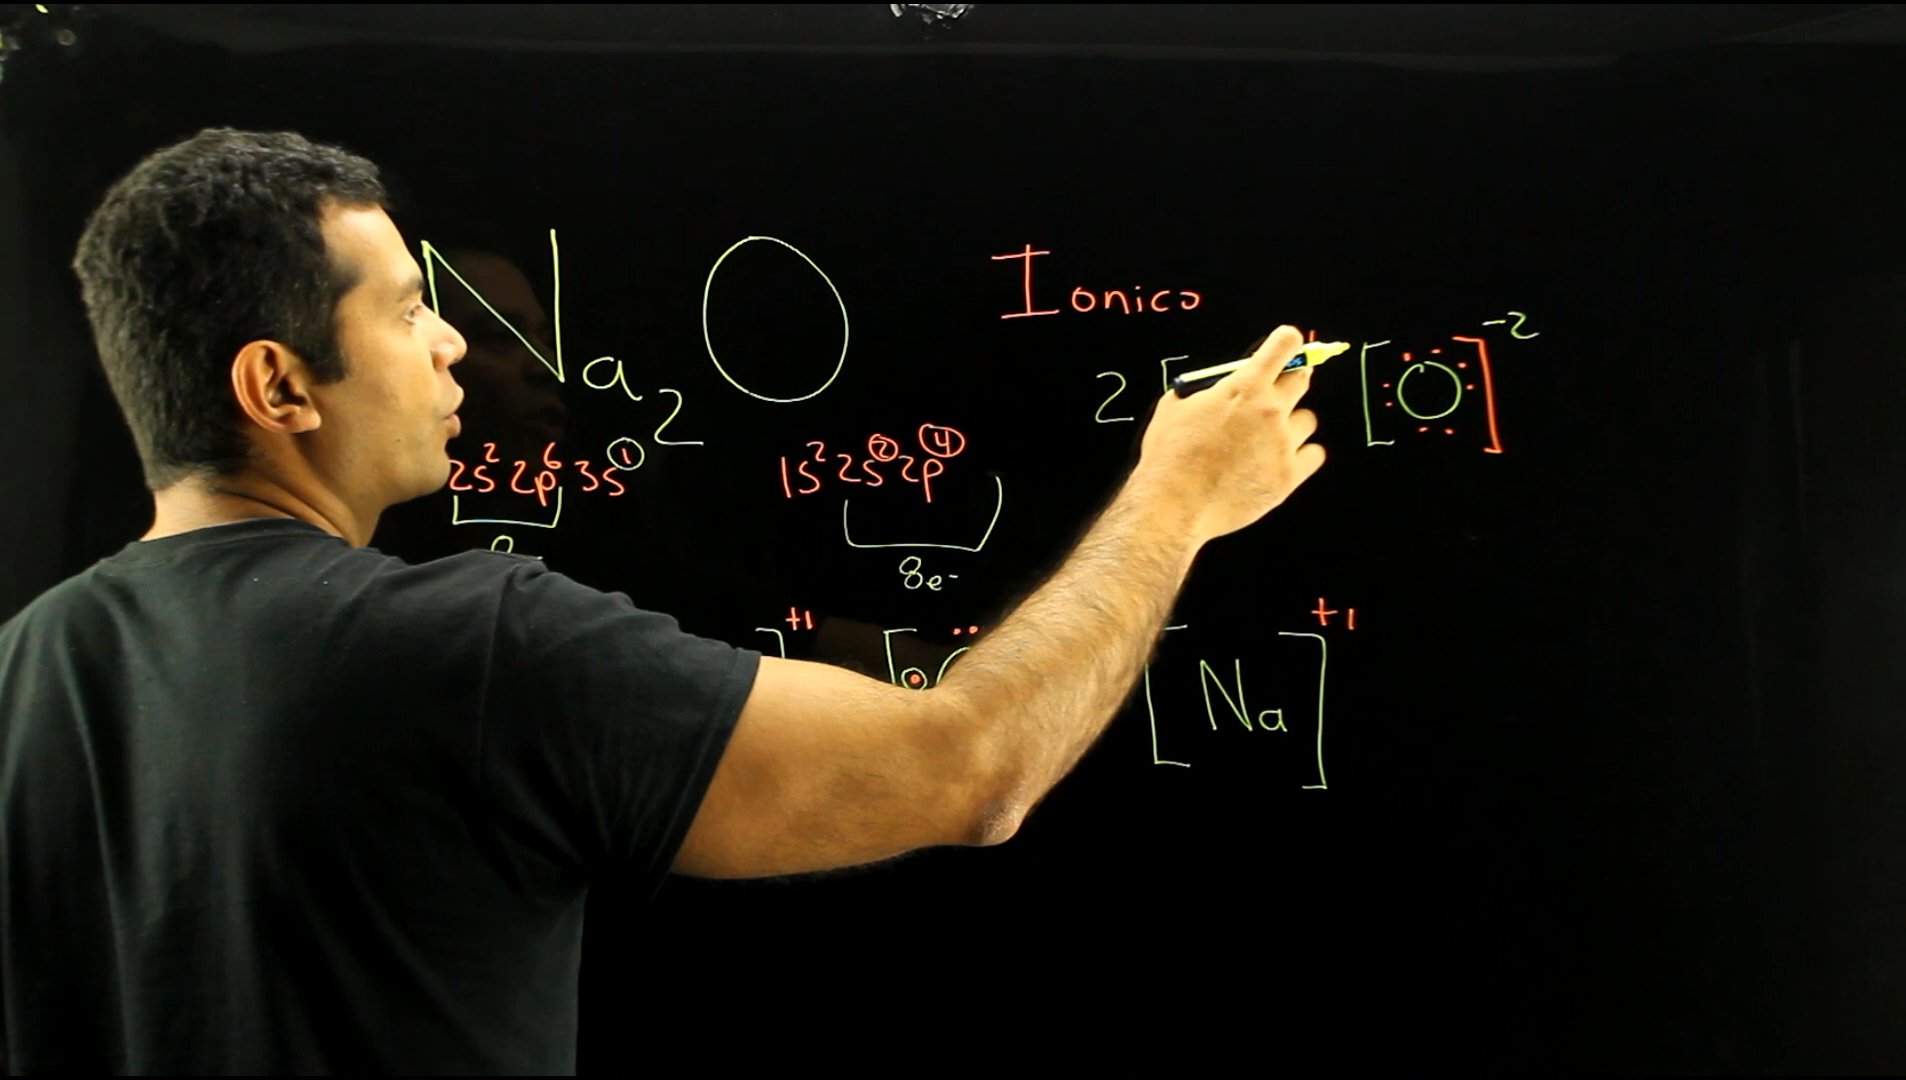 Na₂O
Ionico
2 [ [O]⁻²
2s² 2p⁶ 3s¹
1s² 2s² 2p⁴
8e⁻
]⁺¹ [
[Na]⁺¹